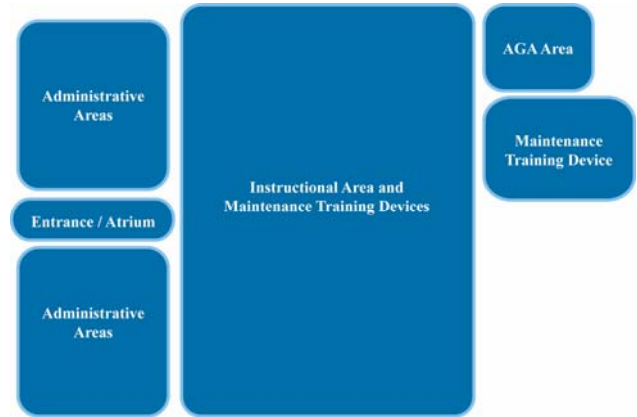 Administrative
Areas
Entrance / Atrium
Administrative
Areas
Instructional Area and
Maintenance Training Devices
AGA Area
Maintenance
Training Device